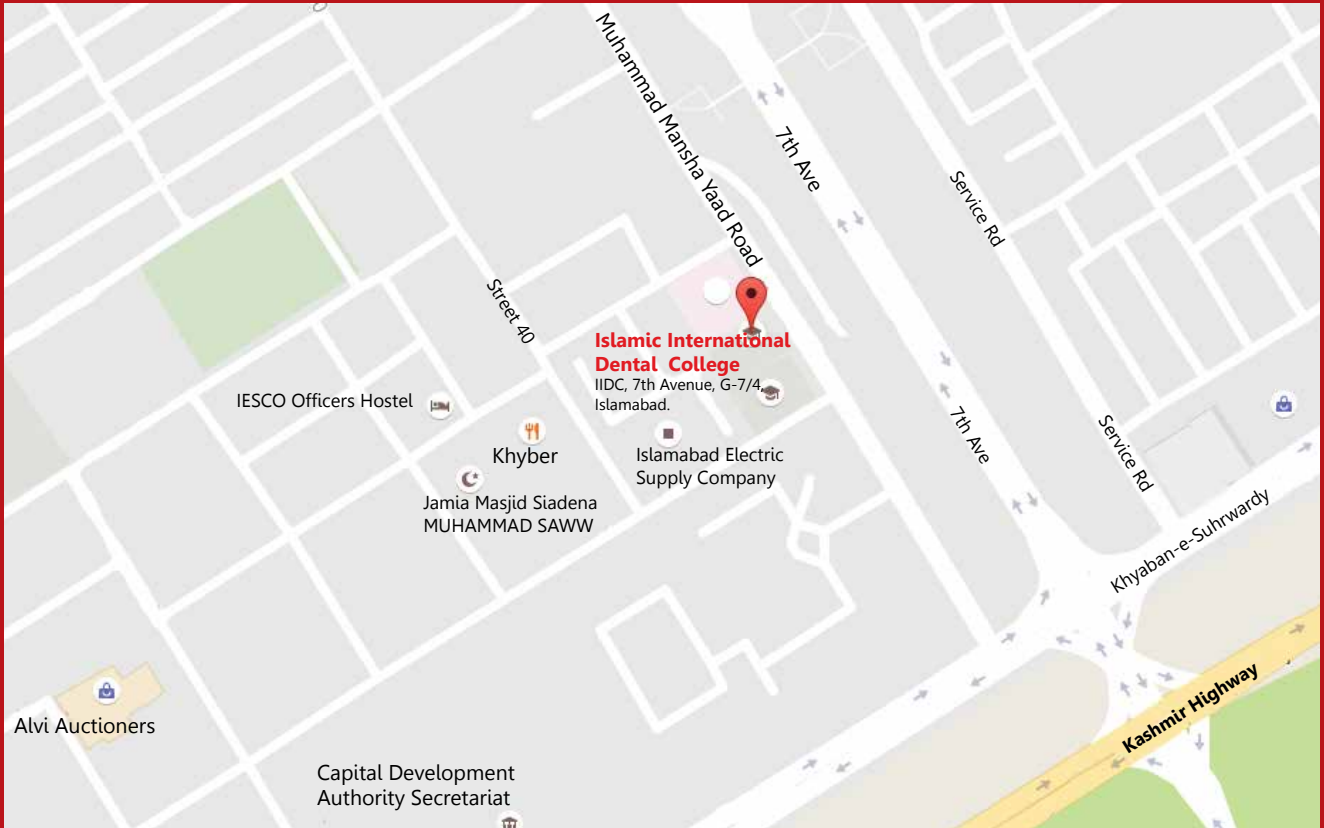 Muhammad Mansha Yaad Road
7th Ave
Service Rd
Street 40
Islamic International
Dental College
IIDC, 7th Avenue, G-7/4,
Islamabad.
IESCO Officers Hostel
Khyber
Islamabad Electric
Supply Company
Jamia Masjid Siadena
MUHAMMAD SAWW
7th Ave
Service Rd
Khyaban-e-Suhrwardy
Kashmir Highway
Alvi Auctioners
Capital Development
Authority Secretariat